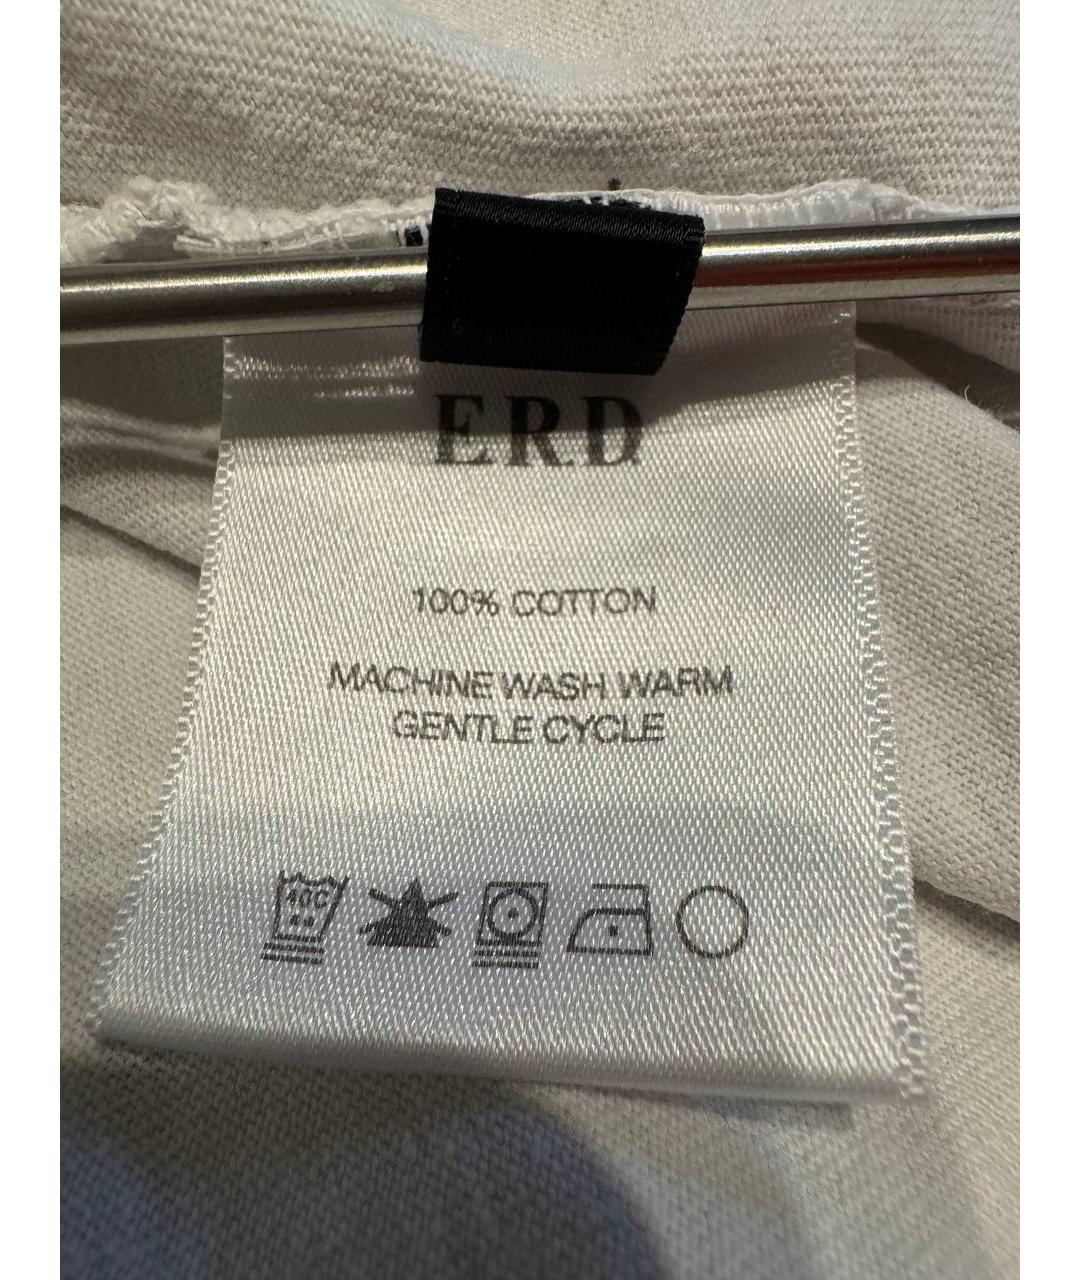 ERD
100% COTTON
MACHINE WASH WARM
GENTLE CYCLE
40C